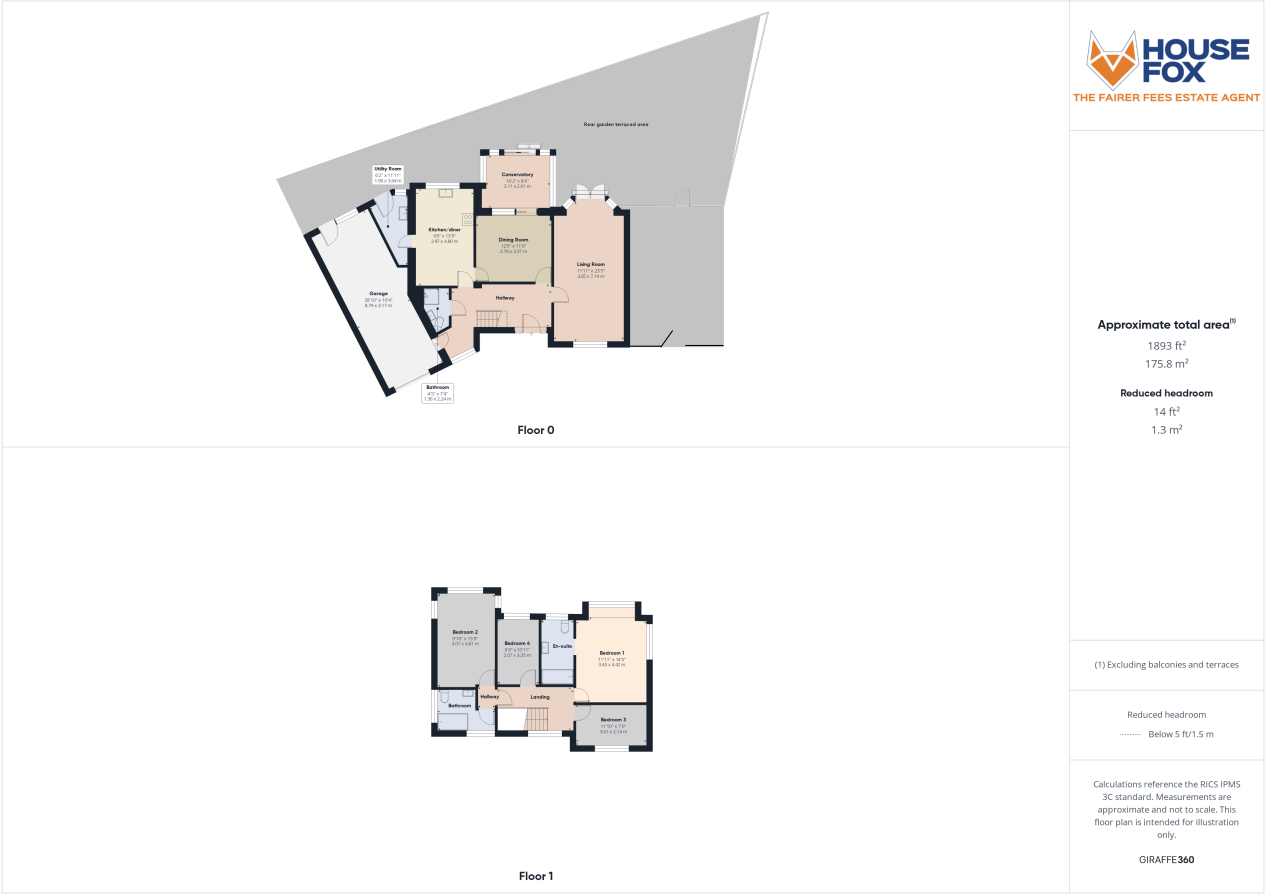 Rear garden terraced area
Utility Room
6'2" x 11'11"
1.90 x 3.64 m
Conservatory
10'2" x 8'6"
3.11 x 2.61 m
Kitchen/diner
9'9" x 15'8"
2.97 x 4.80 m
Dining Room
12'5" x 11'0"
3.79 x 3.37 m
Living Room
11'11" x 23'5"
3.65 x 7.14 m
Garage
28'10" x 10'4"
8.79 x 3.17 m
Hallway
Bathroom
4'5" x 7'4"
1.36 x 2.24 m
Floor 0
Bedroom 2
9'10" x 15'9"
3.01 x 4.81 m
Bedroom 4
6'9" x 10'11"
2.07 x 3.35 m
En-suite
Bedroom 1
11'11" x 14'5"
3.65 x 4.42 m
Hallway
Landing
Bathroom
Bedroom 3
11'10" x 7'0"
3.61 x 2.14 m
Floor 1
HOUSE
FOX
THE FAIRER FEES ESTATE AGENT
Approximate total area(1)
1893 ft²
175.8 m²
Reduced headroom
14 ft²
1.3 m²
(1) Excluding balconies and terraces
Reduced headroom
Below 5 ft/1.5 m
Calculations reference the RICS IPMS
3C standard. Measurements are
approximate and not to scale. This
floor plan is intended for illustration
only.
GIRAFFE360